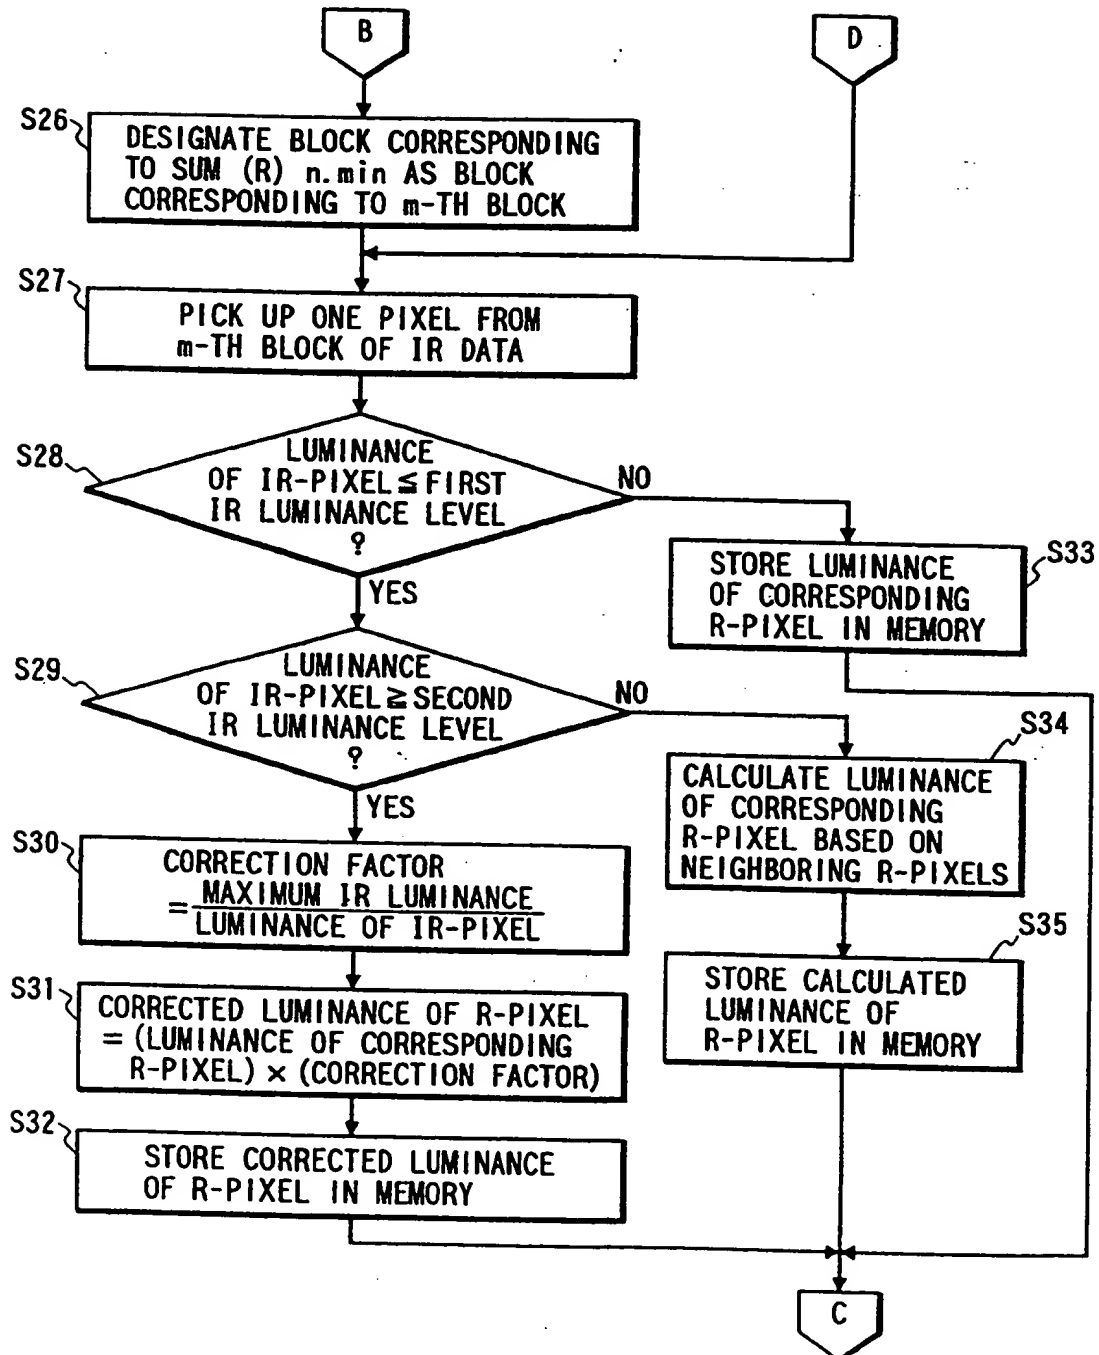 B
D
S26
DESIGNATE BLOCK CORRESPONDING
TO SUM (R) n.min AS BLOCK
CORRESPONDING TO m-TH BLOCK
S27
PICK UP ONE PIXEL FROM
m-TH BLOCK OF IR DATA
S28
LUMINANCE
OF IR-PIXEL ≦ FIRST
IR LUMINANCE LEVEL
?
NO
YES
S33
STORE LUMINANCE
OF CORRESPONDING
R-PIXEL IN MEMORY
S29
LUMINANCE
OF IR-PIXEL ≧ SECOND
IR LUMINANCE LEVEL
?
NO
YES
S34
CALCULATE LUMINANCE
OF CORRESPONDING
R-PIXEL BASED ON
NEIGHBORING R-PIXELS
S30
CORRECTION FACTOR
= MAXIMUM IR LUMINANCE
LUMINANCE OF IR-PIXEL
S35
STORE CALCULATED
LUMINANCE OF
R-PIXEL IN MEMORY
S31
CORRECTED LUMINANCE OF R-PIXEL
= (LUMINANCE OF CORRESPONDING
R-PIXEL) × (CORRECTION FACTOR)
S32
STORE CORRECTED LUMINANCE
OF R-PIXEL IN MEMORY
C